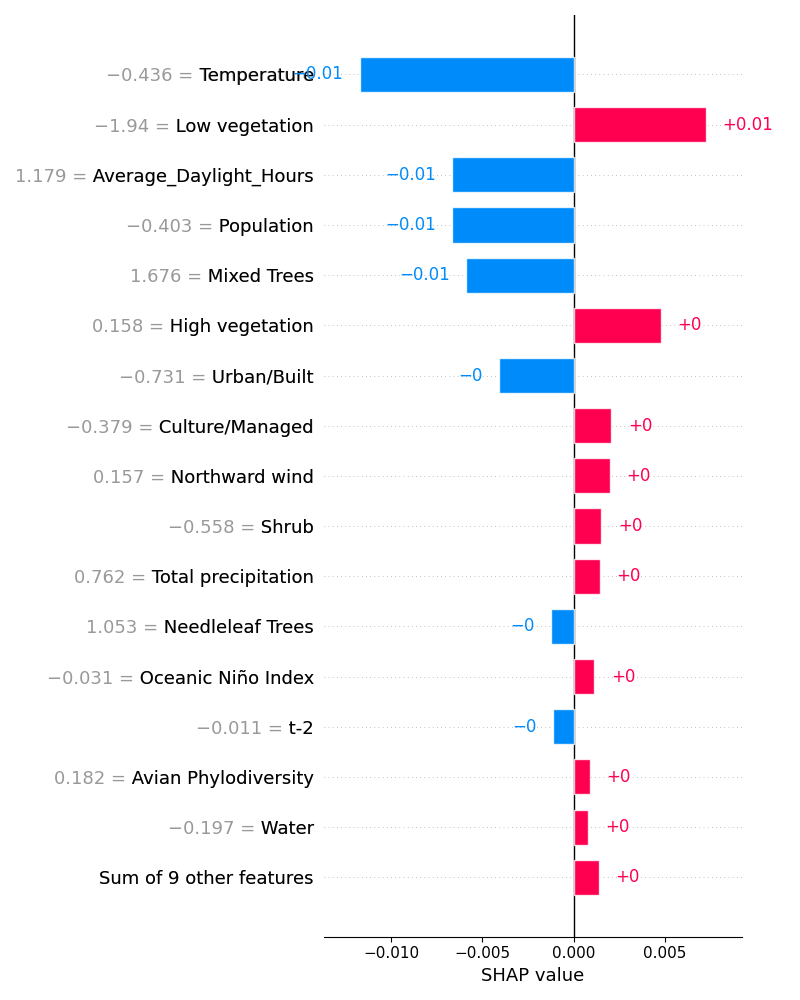 −0.436 = Temperature −0.01
−1.94 = Low vegetation +0.01
1.179 = Average_Daylight_Hours −0.01
−0.403 = Population −0.01
1.676 = Mixed Trees −0.01
0.158 = High vegetation +0
−0.731 = Urban/Built −0
−0.379 = Culture/Managed +0
0.157 = Northward wind +0
−0.558 = Shrub +0
0.762 = Total precipitation +0
1.053 = Needleleaf Trees −0
−0.031 = Oceanic Niño Index +0
−0.011 = t-2 −0
0.182 = Avian Phylodiversity +0
−0.197 = Water +0
Sum of 9 other features +0
−0.010 −0.005 0.000 0.005
SHAP value